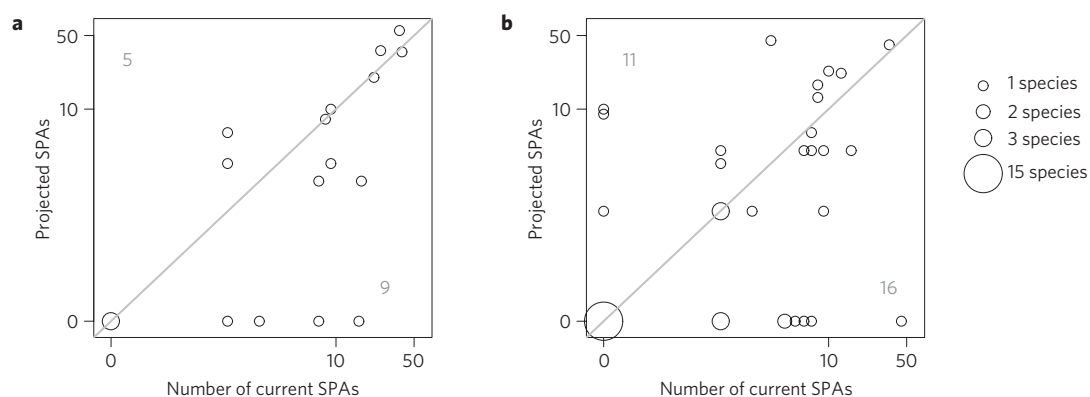 a
50
10
0
Projected SPAs
5
9
0
10
50
Number of current SPAs
b
50
10
0
Projected SPAs
11
16
0
10
50
Number of current SPAs
1 species
2 species
3 species
15 species